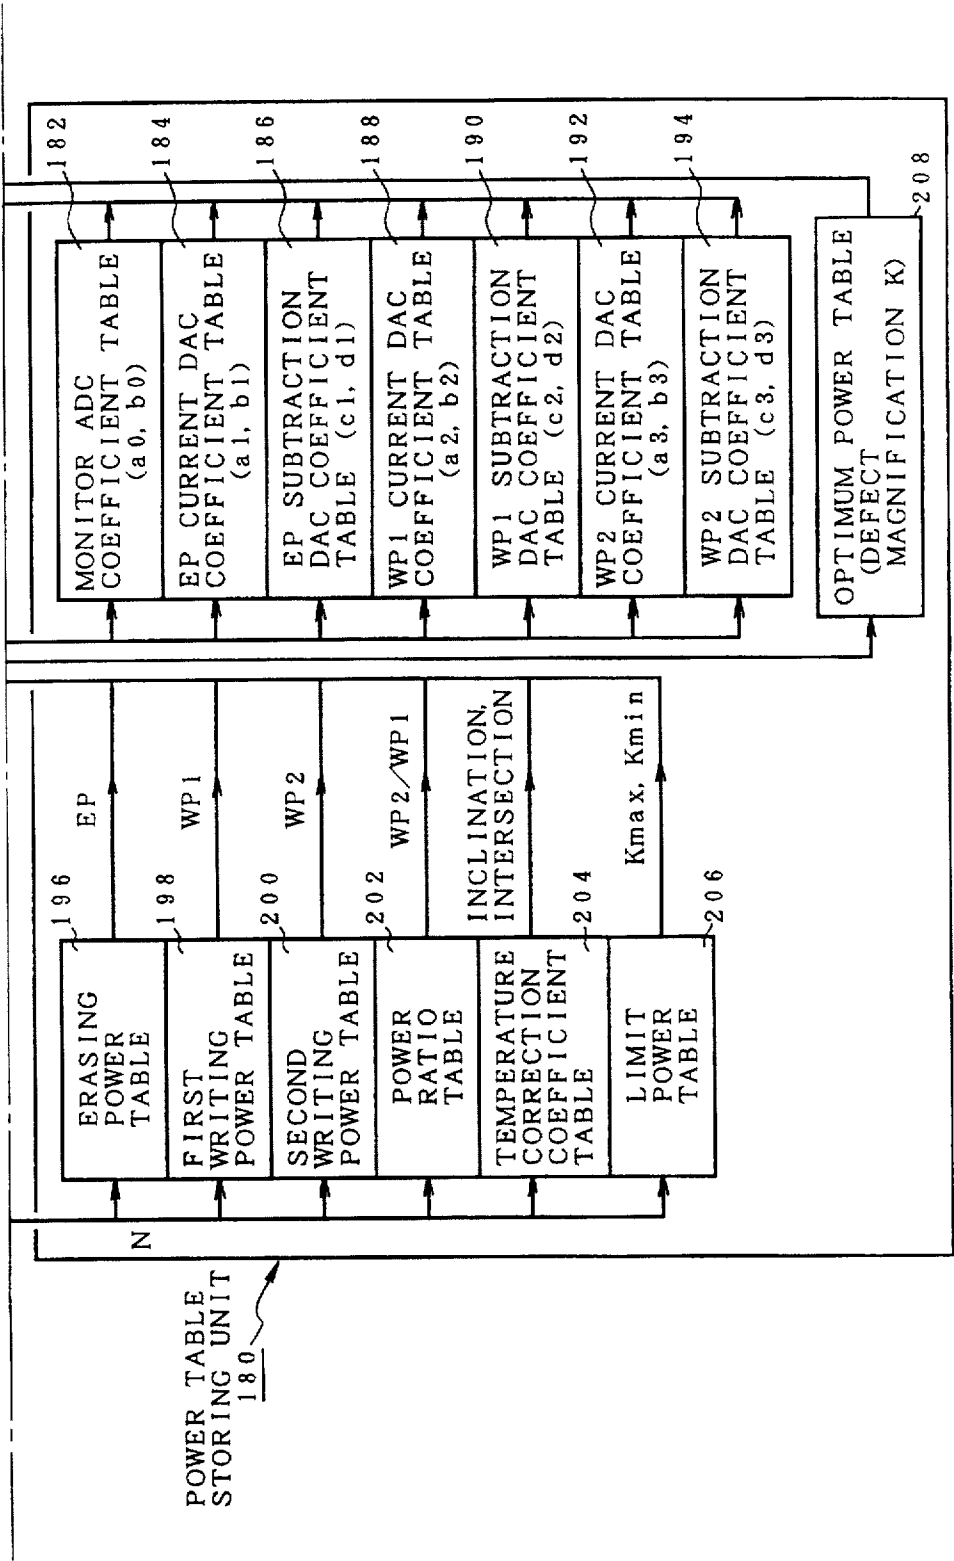 POWER TABLE
STORING UNIT
180
N
ERASING
POWER
TABLE
196
EP
FIRST
WRITING
POWER TABLE
198
WP1
SECOND
WRITING
POWER TABLE
200
WP2
POWER
RATIO
TABLE
202
WP2/WP1
TEMPERATURE
CORRECTION
COEFFICIENT
TABLE
204
INCLINATION,
INTERSECTION
LIMIT
POWER
TABLE
206
Kmax, Kmin
MONITOR ADC
COEFFICIENT TABLE
(a0, b0)
182
EP CURRENT DAC
COEFFICIENT TABLE
(a1, b1)
184
EP SUBTRACTION
DAC COEFFICIENT
TABLE (c1, d1)
186
WP1 CURRENT DAC
COEFFICIENT TABLE
(a2, b2)
188
WP1 SUBTRACTION
DAC COEFFICIENT
TABLE (c2, d2)
190
WP2 CURRENT DAC
COEFFICIENT TABLE
(a3, b3)
192
WP2 SUBTRACTION
DAC COEFFICIENT
TABLE (c3, d3)
194
OPTIMUM POWER TABLE
(DEFECT
MAGNIFICATION K)
208